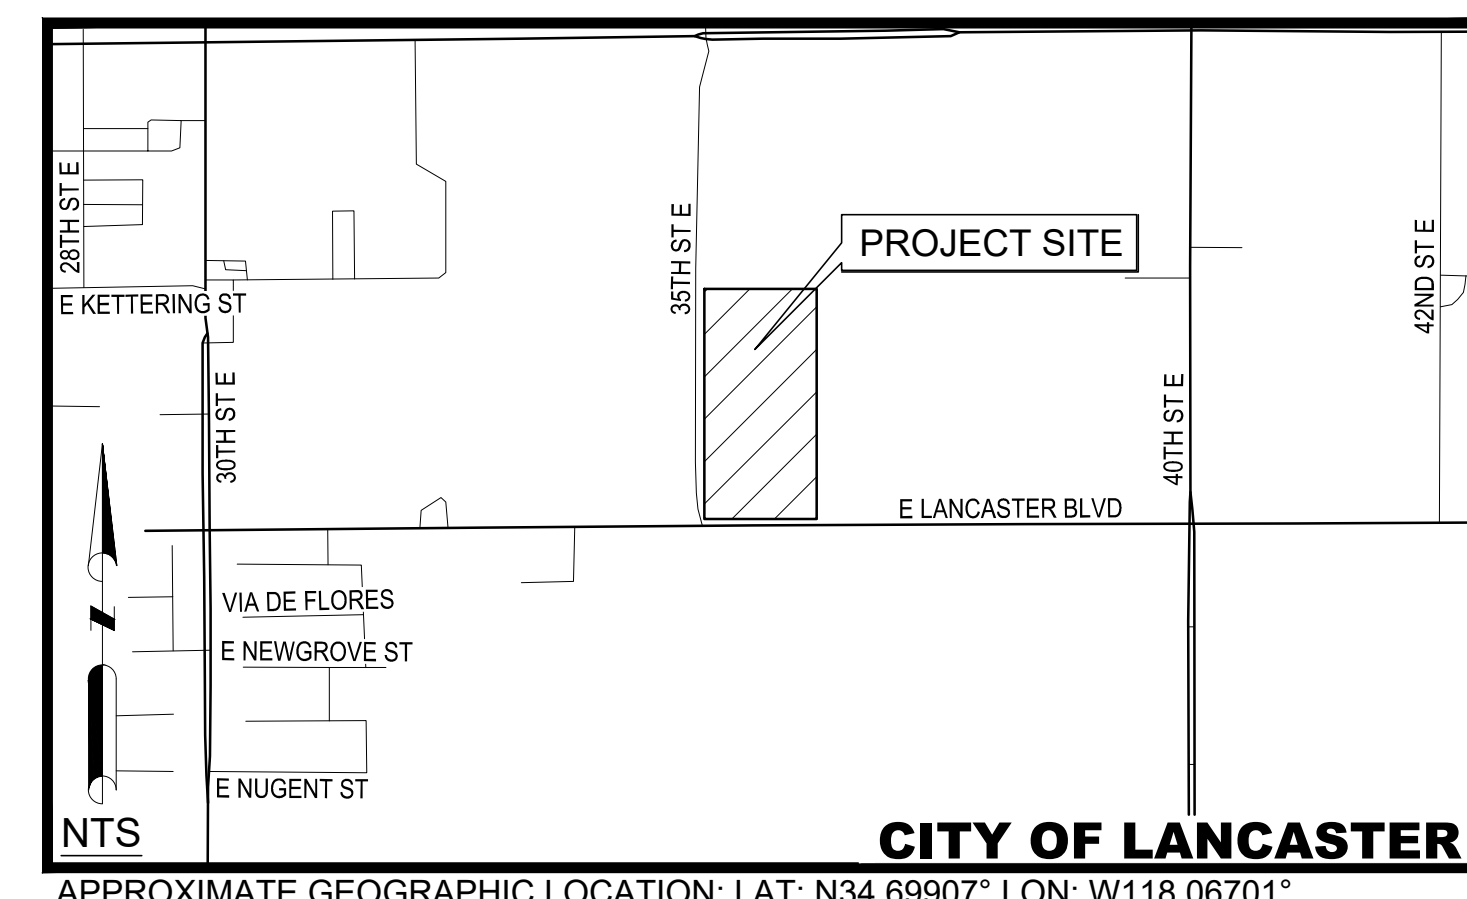 28TH ST E
E KETTERING ST
30TH ST E
35TH ST E
PROJECT SITE
40TH ST E
42ND ST E
E LANCASTER BLVD
VIA DE FLORES
E NEWGROVE ST
E NUGENT ST
N
NTS
CITY OF LANCASTER
APPROXIMATE GEOGRAPHIC LOCATION: LAT: N34.69907° LON: W118.06701°